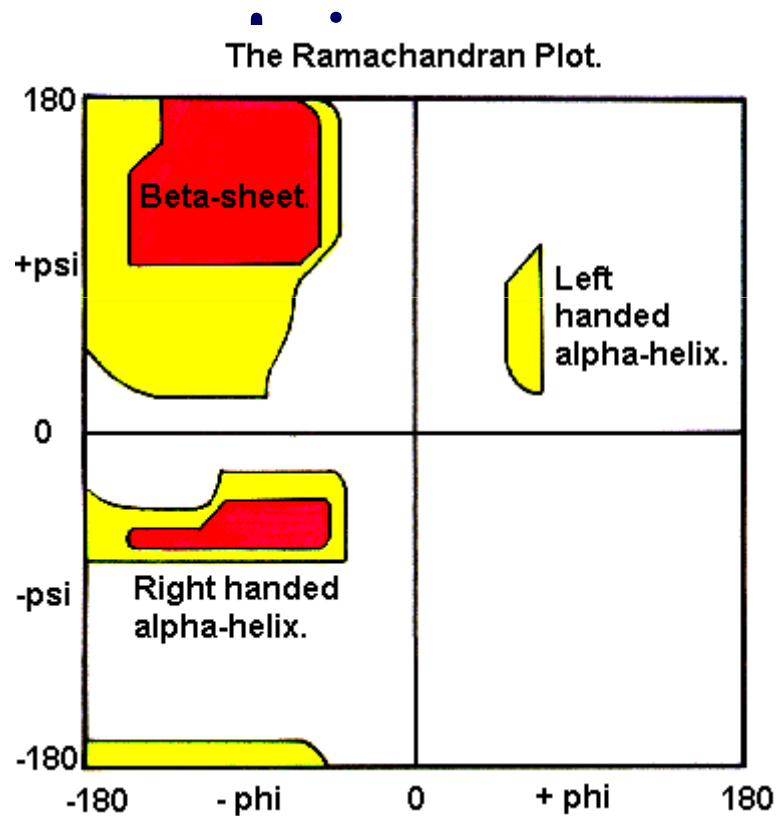 The Ramachandran Plot.
180
Beta-sheet.
+psi
Left
handed
alpha-helix.
0
-psi
Right handed
alpha-helix.
-180
-180 - phi 0 + phi 180